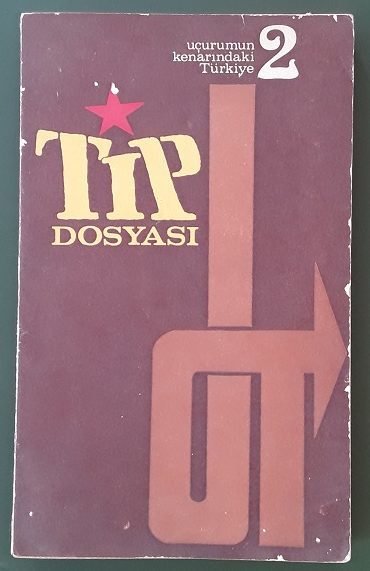 uçurumun
kenarındaki
Türkiye 2
TİP
DOSYASI